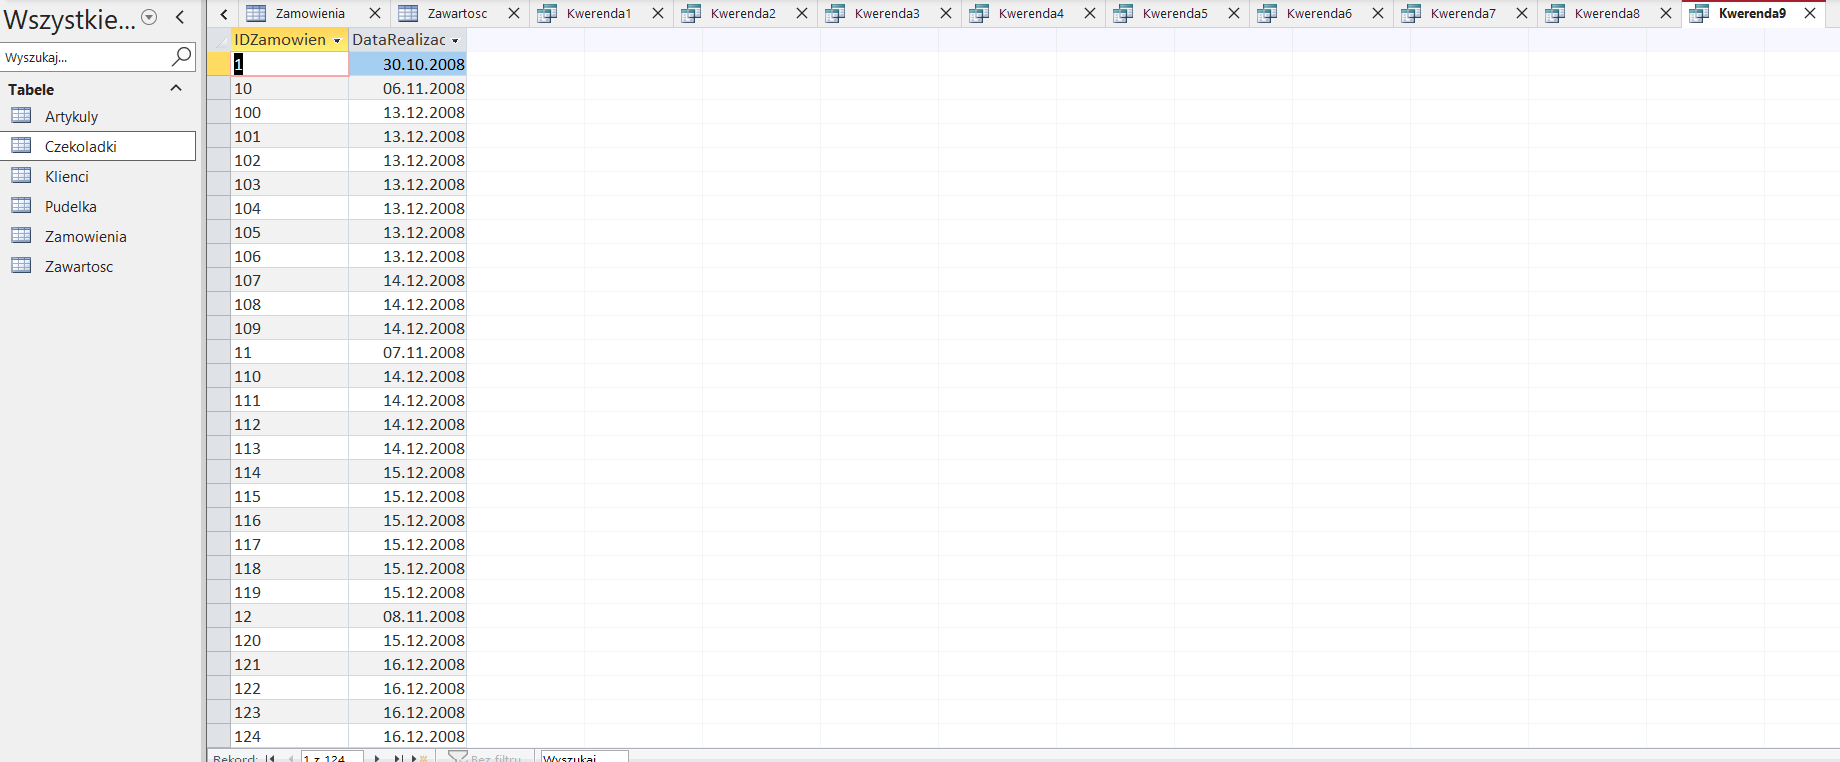 Wszystkie...
Wyszukaj...
Tabele
Artykuly
Czekoladki
Klienci
Pudelka
Zamowienia
Zawartosc
Zamowienia Zawartosc Kwerenda1 Kwerenda2 Kwerenda3 Kwerenda4 Kwerenda5 Kwerenda6 Kwerenda7 Kwerenda8 Kwerenda9
IDZamowien DataRealizac
1 30.10.2008
10 06.11.2008
100 13.12.2008
101 13.12.2008
102 13.12.2008
103 13.12.2008
104 13.12.2008
105 13.12.2008
106 13.12.2008
107 14.12.2008
108 14.12.2008
109 14.12.2008
11 07.11.2008
110 14.12.2008
111 14.12.2008
112 14.12.2008
113 14.12.2008
114 15.12.2008
115 15.12.2008
116 15.12.2008
117 15.12.2008
118 15.12.2008
119 15.12.2008
12 08.11.2008
120 15.12.2008
121 16.12.2008
122 16.12.2008
123 16.12.2008
124 16.12.2008
Rekord: 1 z 124 Bez filtru Wyszukaj